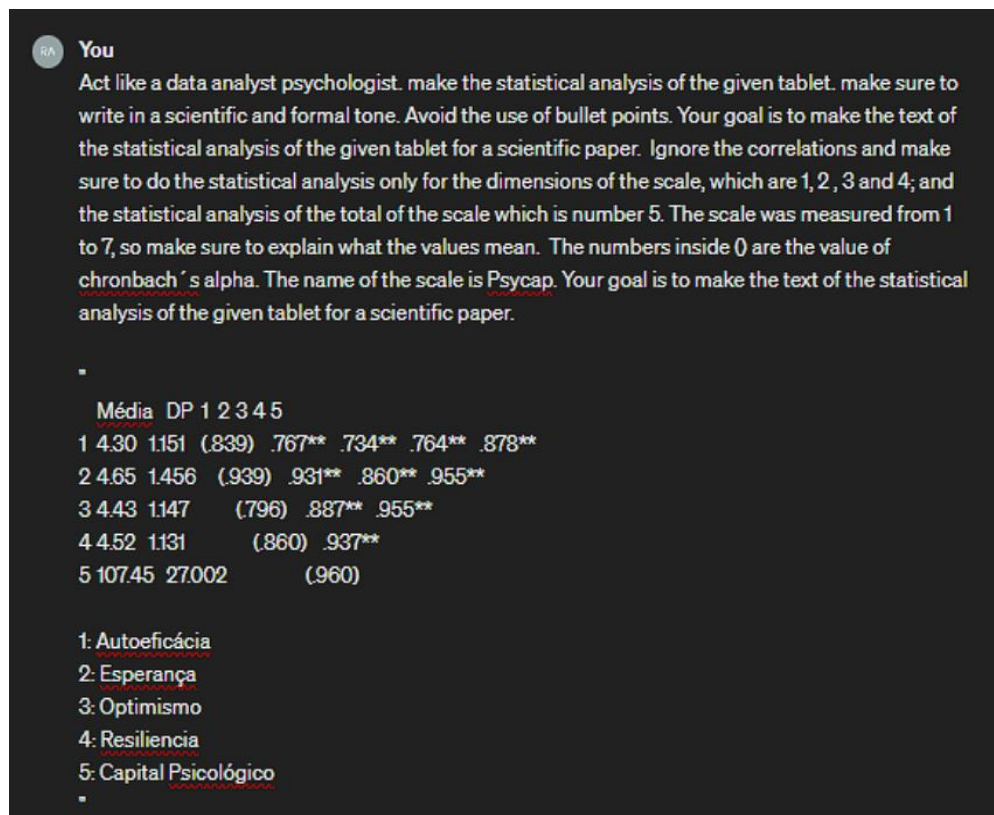 RA
You
Act like a data analyst psychologist. make the statistical analysis of the given tablet. make sure to
write in a scientific and formal tone. Avoid the use of bullet points. Your goal is to make the text of
the statistical analysis of the given tablet for a scientific paper.  Ignore the correlations and make
sure to do the statistical analysis only for the dimensions of the scale, which are 1, 2 , 3 and 4; and
the statistical analysis of the total of the scale which is number 5. The scale was measured from 1
to 7, so make sure to explain what the values mean.  The numbers inside () are the value of
chronbach´s alpha. The name of the scale is Psycap. Your goal is to make the text of the statistical
analysis of the given tablet for a scientific paper.
"
Média  DP 1 2 3 4 5
1 4.30  1.151  (.839)  .767**  .734**  .764**  .878**
2 4.65  1.456  (.939)  .931**  .860**  .955**
3 4.43  1.147  (.796)  .887**  .955**
4 4.52  1.131  (.860)  .937**
5 107.45  27.002  (.960)
1: Autoeficácia
2: Esperança
3: Optimismo
4: Resiliencia
5: Capital Psicológico
"